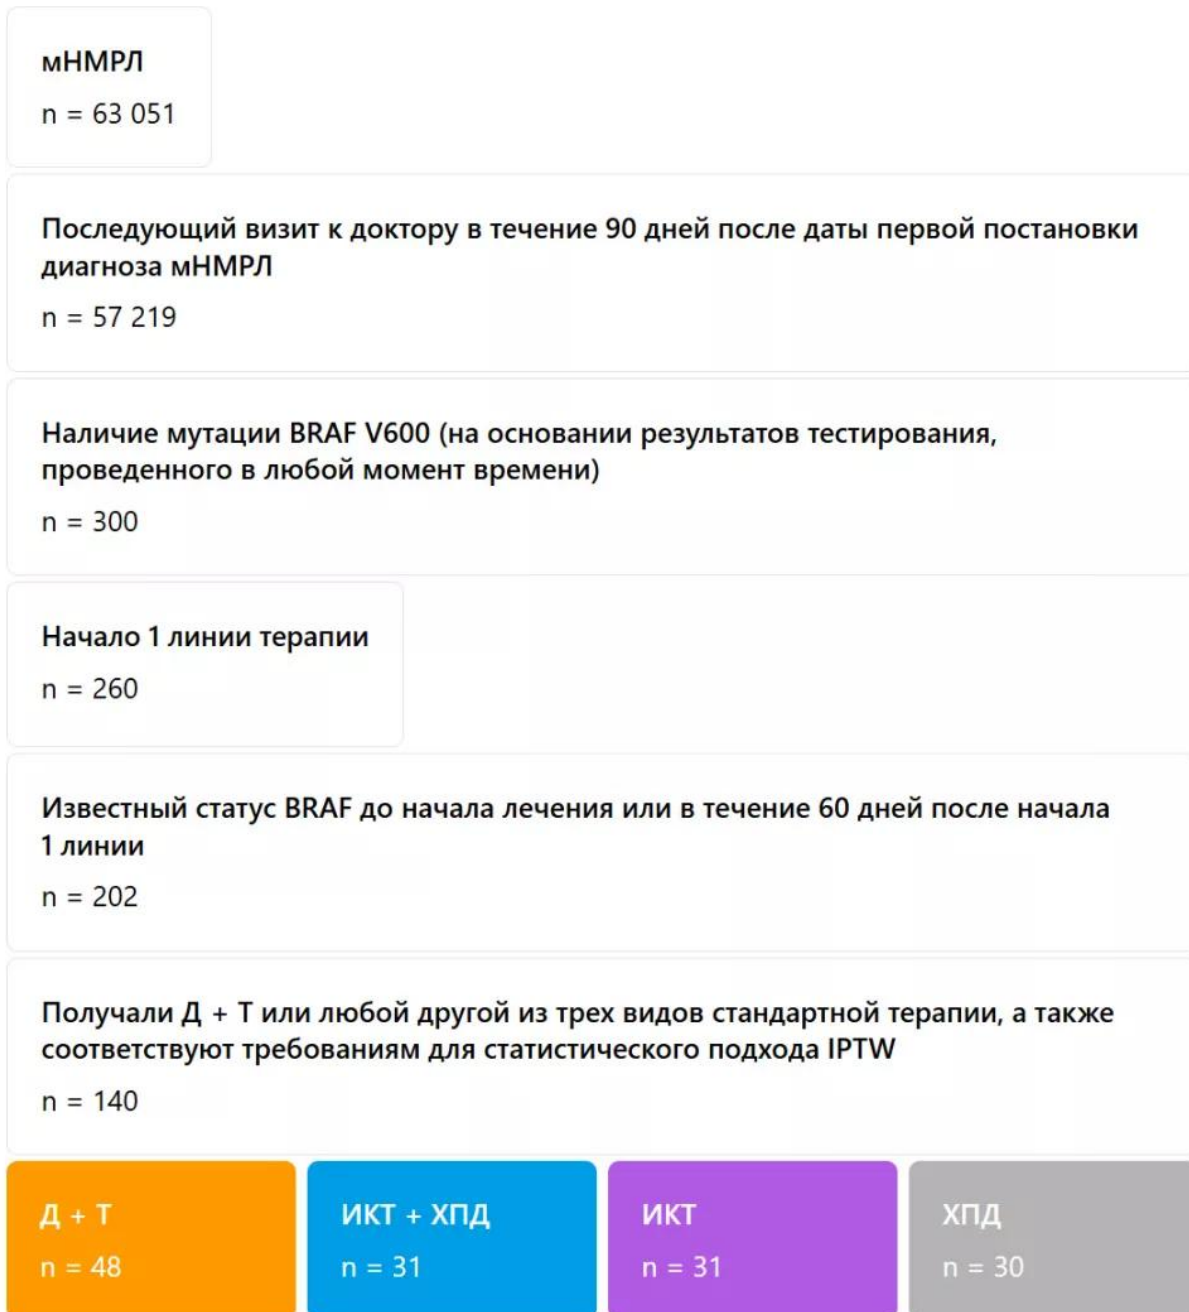 мНМРЛ
n = 63 051
Последующий визит к доктору в течение 90 дней после даты первой постановки
диагноза мНМРЛ
n = 57 219
Наличие мутации BRAF V600 (на основании результатов тестирования,
проведенного в любой момент времени)
n = 300
Начало 1 линии терапии
n = 260
Известный статус BRAF до начала лечения или в течение 60 дней после начала
1 линии
n = 202
Получали Д + Т или любой другой из трех видов стандартной терапии, а также
соответствуют требованиям для статистического подхода IPTW
n = 140
Д + Т
n = 48
ИКТ + ХПД
n = 31
ИКТ
n = 31
ХПД
n = 30